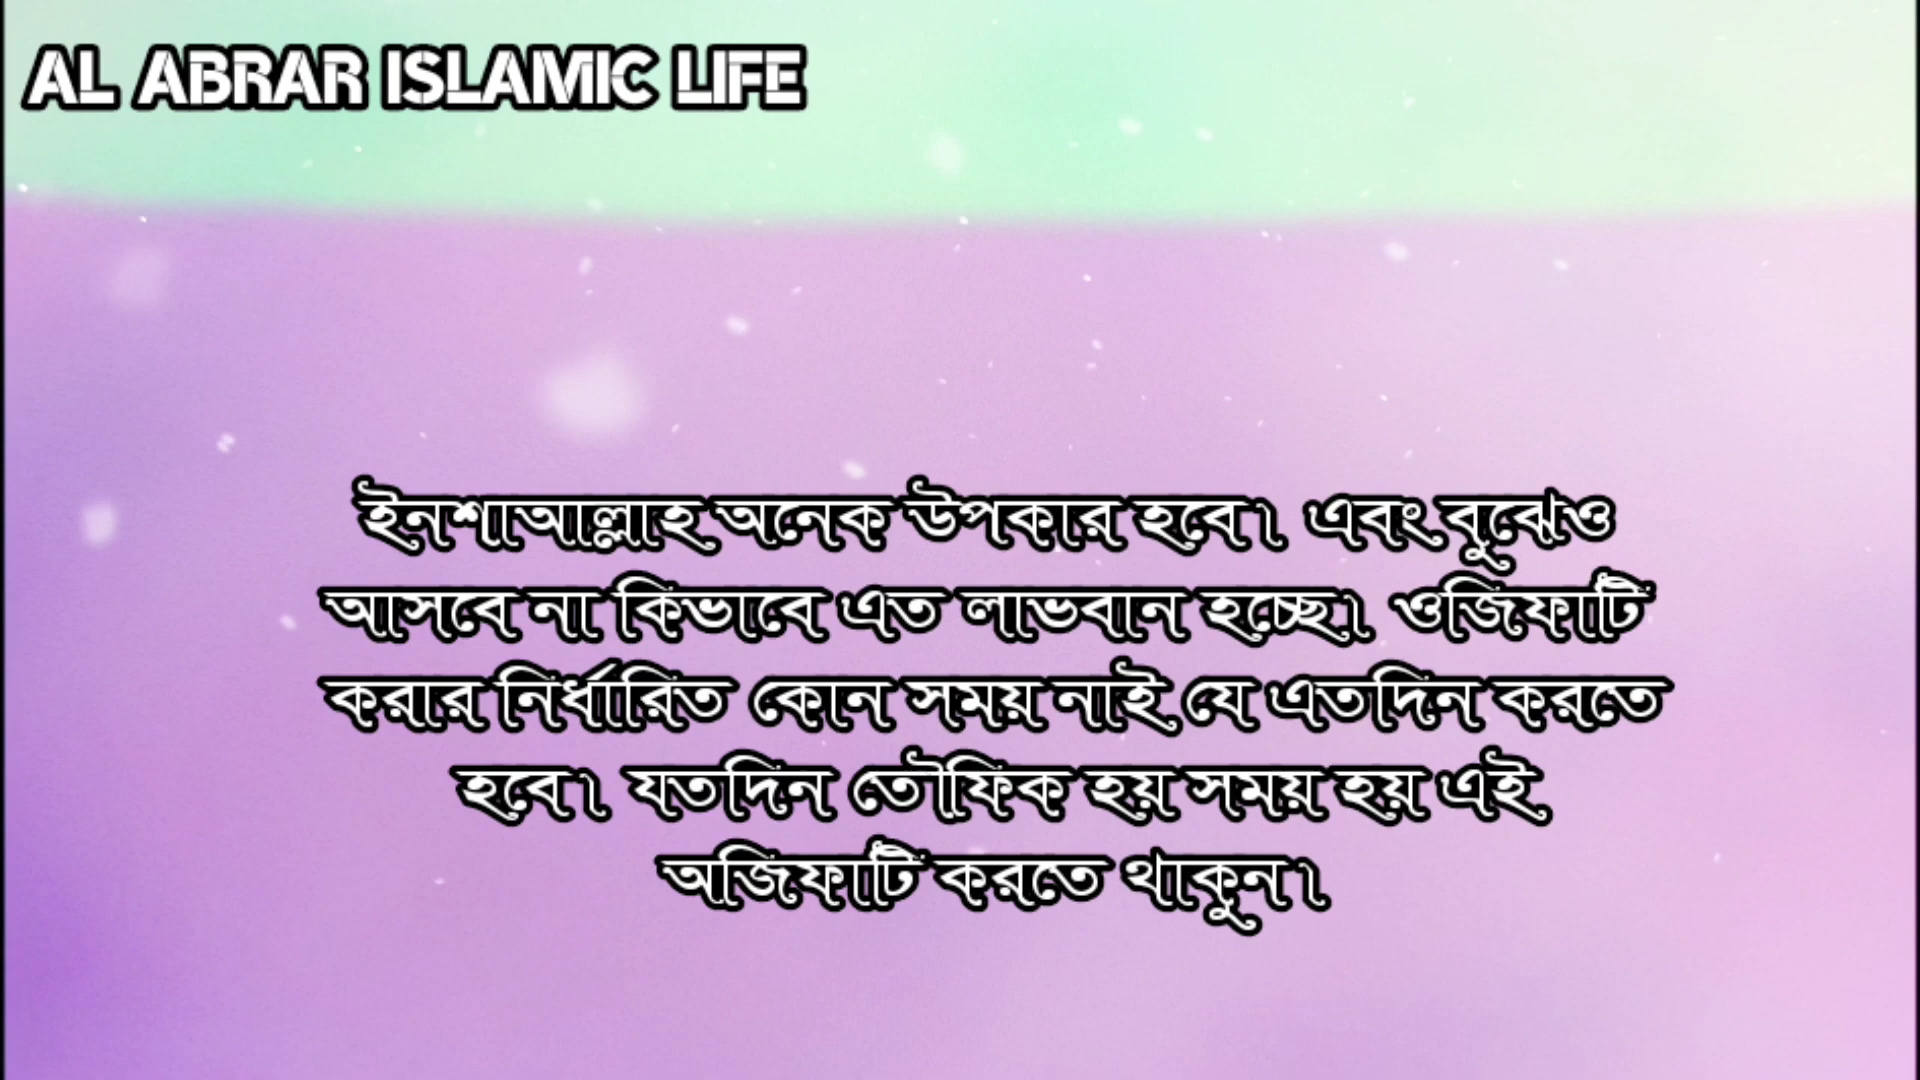 AL ABRAR ISLAMIC LIFE
ইনশাআল্লাহ অনেক উপকার হবে। এবং বুঝেও
আসবে না কিভাবে এত লাভবান হচ্ছে। ওজিফাটি
করার নির্ধারিত কোন সময় নাই যে এতদিন করতে
হবে। যতদিন তৌফিক হয় সময় হয় এই
অজিফাটি করতে থাকুন।